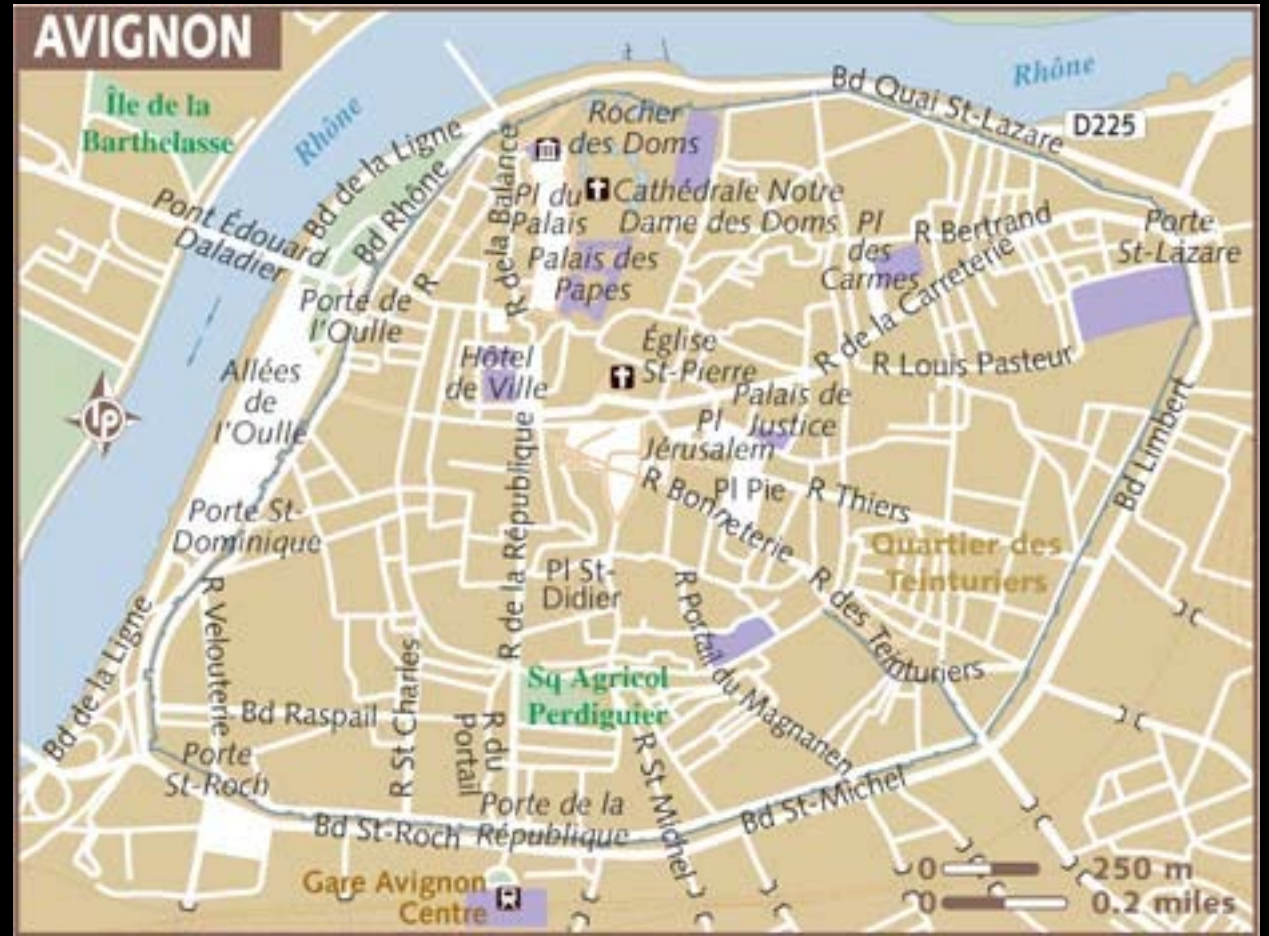 AVIGNON
Île de la
Barthelasse
Rhône
Rhône
Bd de la Ligne
Bd Rhône
Pont Édouard
Daladier
Bd Quai St-Lazare
D225
Rocher
des Doms
R dela Balance
Pl du
Palais
Cathédrale Notre
Dame des Doms
Palais des
Papes
Pl
des
Carmes
R Bertrand
Porte
St-Lazare
R de la Carreterie
R Louis Pasteur
Porte de
l'Oulle
R
Allées
de
l'Oulle
Hôtel
de Ville
Église
St-Pierre
Palais de
Justice
Pl
Jérusalem
Pl Pie
R Thiers
R Bonneterie
Bd Limbert
LP
Porte St-
Dominique
R de la République
Pl St-
Didier
Quartier des
Teinturiers
R des Teinturiers
R Portail du Magnanen
R Velouterie
Bd de la Ligne
Bd Raspail
R St Charles
R du
Portail
Sq Agricol
Perdiguier
R St Michel
Porte
St-Roch
Bd St-Roch
Porte de la
République
Bd St-Michel
Gare Avignon
Centre
0 250 m
0 0.2 miles